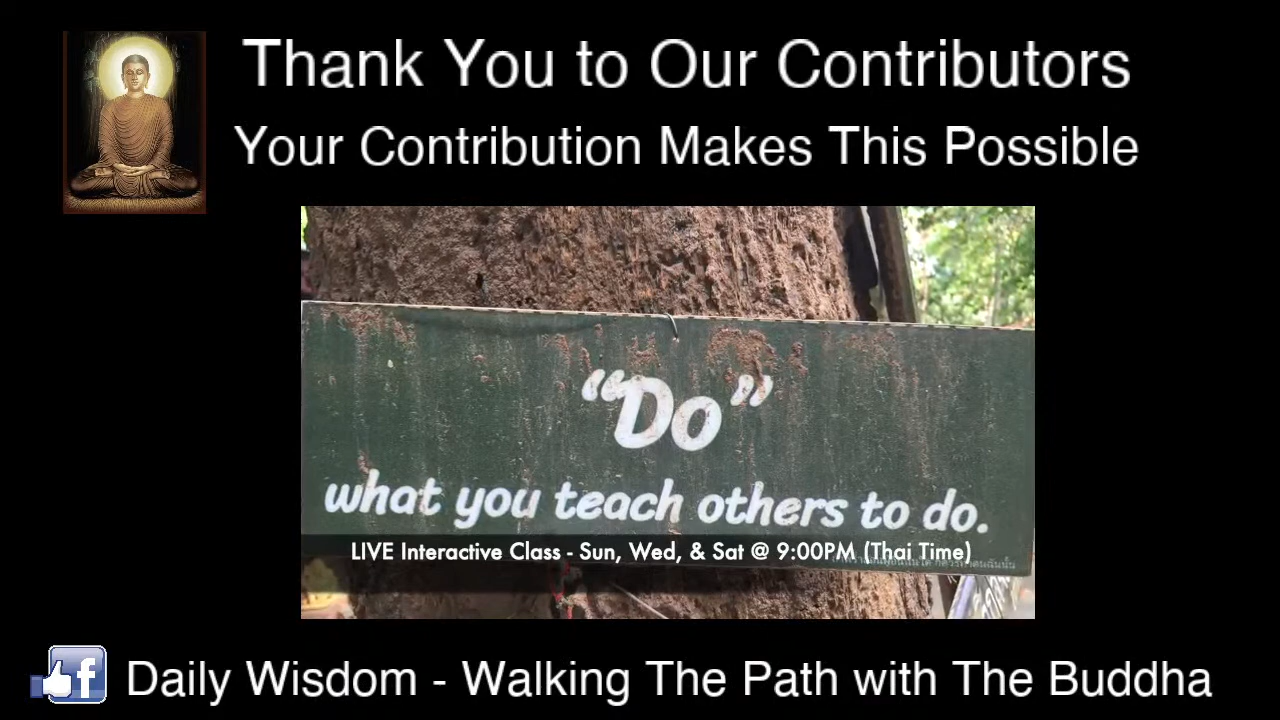 Thank You to Our Contributors
Your Contribution Makes This Possible
“Do”
what you teach others to do.
LIVE Interactive Class - Sun, Wed, & Sat @ 9:00PM (Thai Time)
Daily Wisdom - Walking The Path with The Buddha